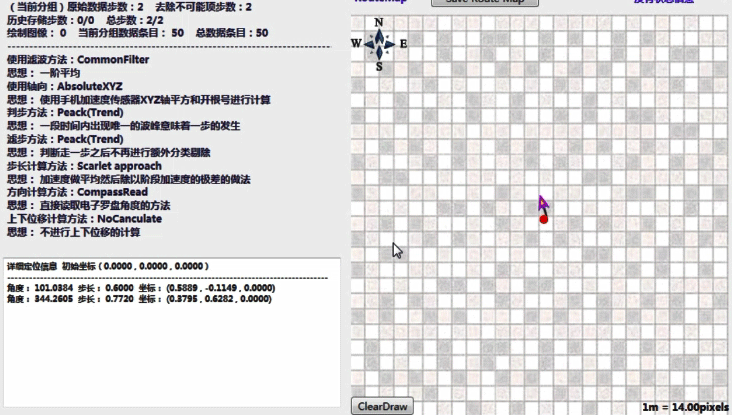 （当前分组）原始数据步数：2 去除不可能项步数：2
历史存储步数：0/0 总步数：2/2
绘制图像： 0 当前分组数据条目： 50 总数据条目：50
使用滤波方法：CommonFilter
思想： 一阶平均
使用轴向：AbsoluteXYZ
思想： 使用手机加速度传感器XYZ轴平方和开根号进行计算
判步方法：Peack(Trend)
思想： 一段时间内出现唯一的波峰意味着一步的发生
滤步方法：Peack(Trend)
思想： 判断走一步之后不再进行额外分类剔除
步长计算方法：Scarlet approach
思想： 加速度做平均然后除以阶段加速度的极差的做法
方向计算方法：CompassRead
思想： 直接读取电子罗盘角度的方法
上下位移计算方法：NoCanculate
思想： 不进行上下位移的计算
详细定位信息 初始坐标（0.0000 , 0.0000 , 0.0000）
角度： 101.0384 步长： 0.6000 坐标： (0.5889 , -0.1149, 0.0000)
角度： 344.2605 步长： 0.7720 坐标： (0.3795, 0.6282, 0.0000)
RouteMap
Save Route Map
N
W E
S
ClearDraw
1m = 14.00pixels